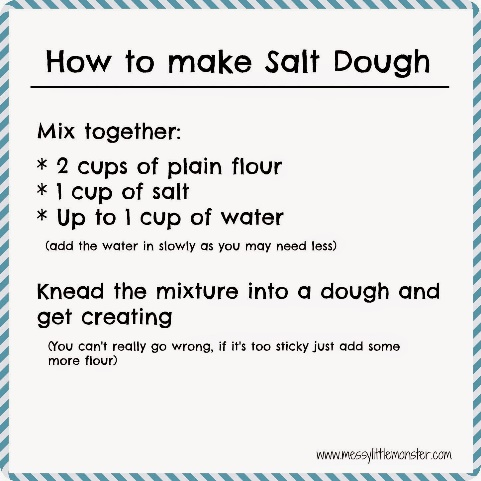 How to make Salt Dough
Mix together:
* 2 cups of plain flour
* 1 cup of salt
* Up to 1 cup of water
(add the water in slowly as you may need less)
Knead the mixture into a dough and
get creating
(You can't really go wrong, if it's too sticky just add some
more flour)
www.messylittlemonster.com